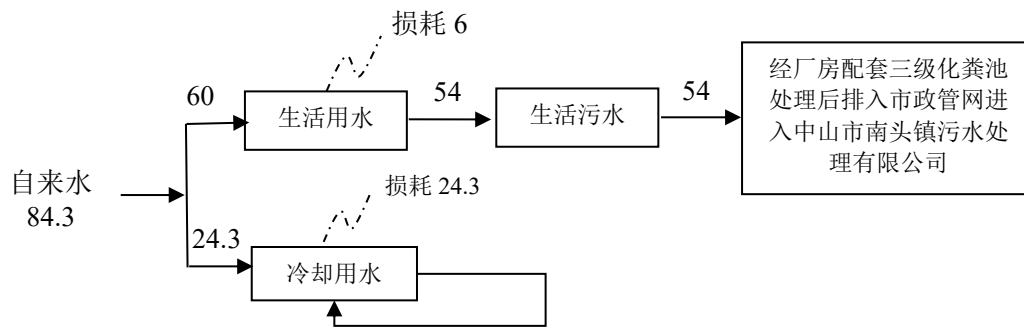 损耗 6
60
生活用水
54
生活污水
54
经厂房配套三级化粪池
处理后排入市政管网进
入中山市南头镇污水处
理有限公司
自来水
84.3
损耗 24.3
24.3
冷却用水